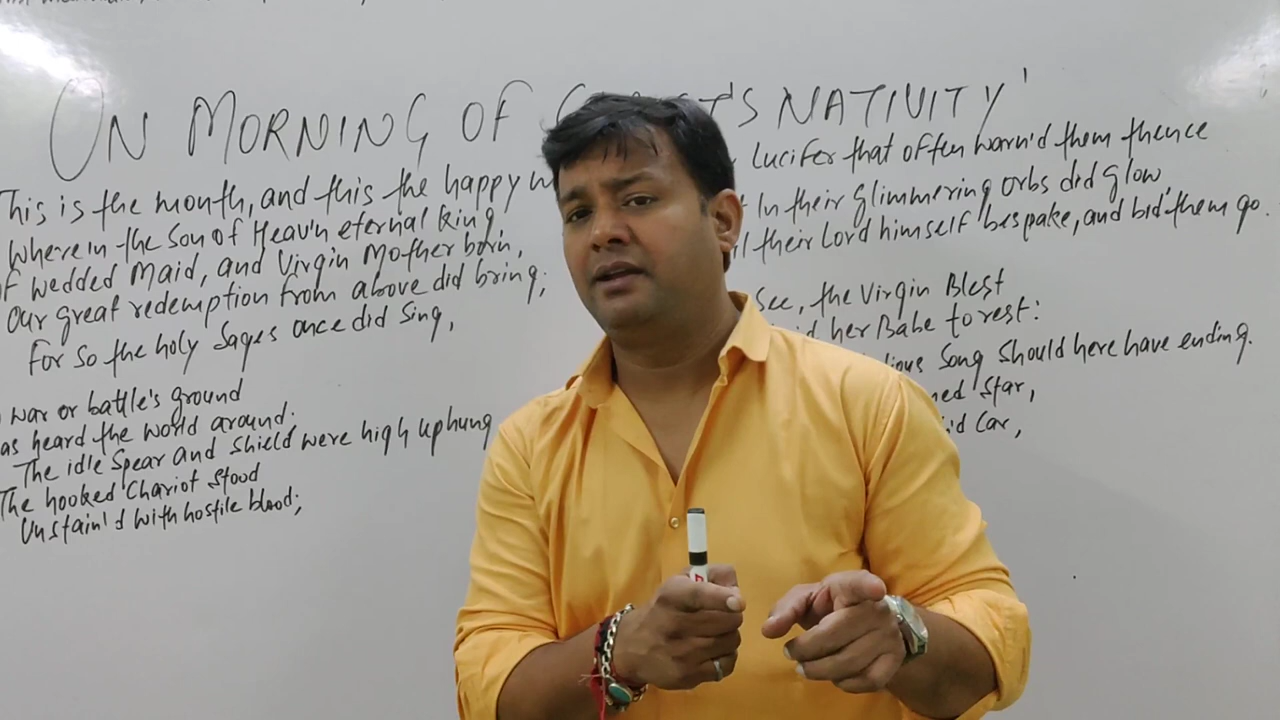 ON MORNING OF 'S NATIVITY'
This is the month, and this the happy
Wherein the Son of Heav'n eternal King
of wedded Maid, and Virgin Mother born,
Our great redemption from above did bring;
For so the holy Sages once did Sing,
war or battle's ground
as heard the world around:
The idle Spear and Shield were high uphung
The hooked Chariot Stood
Unstain'd with hostile blood;
Lucifer that often warn'd them thence
In their glimmering orbs did glow,
their Lord himself bespake, and bid them go.
See, the Virgin Blest
her Babe to rest:
Song Should here have ending.
Star,
Car,